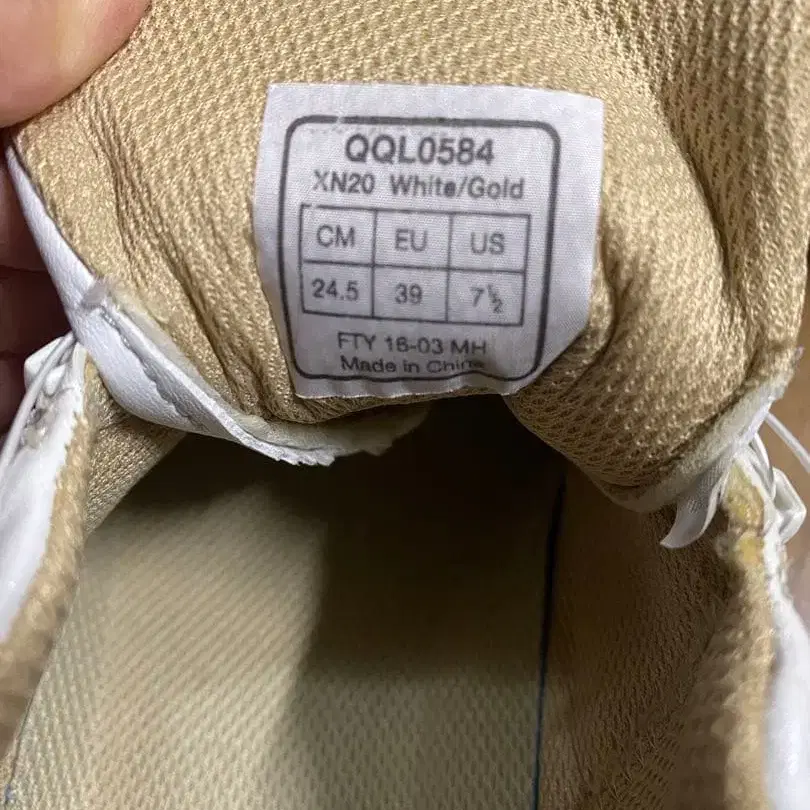 QQL0584
XN20 White/Gold
CM EU US
24.5 39 7½
FTY 16-03 MH
Made in China